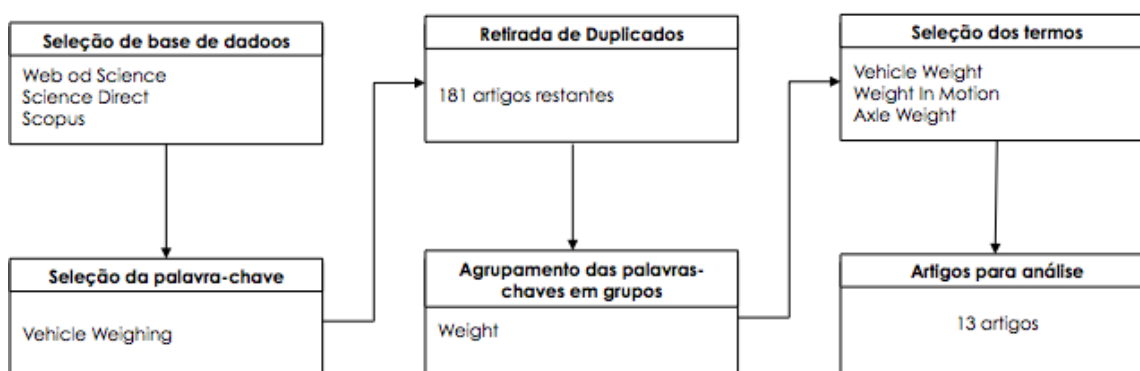 Seleção de base de dadoos
Web od Science
Science Direct
Scopus
Seleção da palavra-chave
Vehicle Weighing
Retirada de Duplicados
181 artigos restantes
Agrupamento das palavras-
chaves em grupos
Weight
Seleção dos termos
Vehicle Weight
Weight In Motion
Axle Weight
Artigos para análise
13 artigos